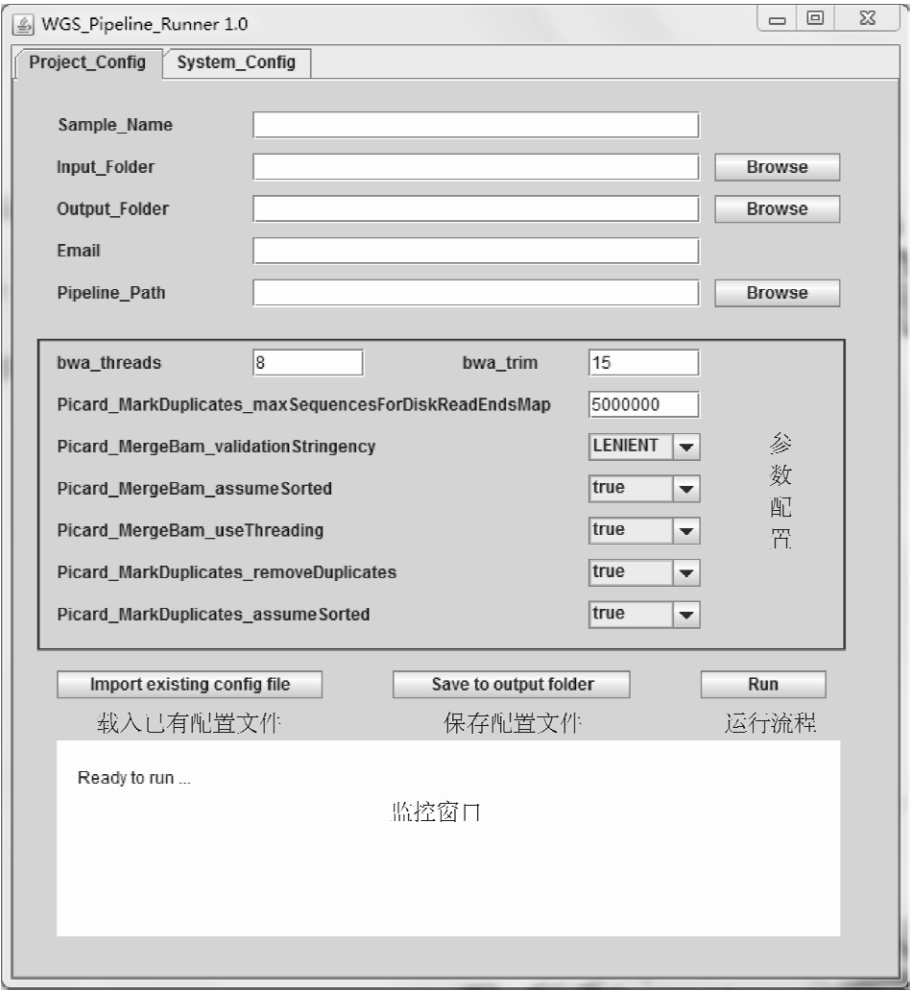 WGS_Pipeline_Runner 1.0
Project_Config System_Config
Sample_Name
Input_Folder Browse
Output_Folder Browse
Email
Pipeline_Path Browse
bwa_threads 8 bwa_trim 15
Picard_MarkDuplicates_maxSequencesForDiskReadEndsMap 5000000
Picard_MergeBam_validationStringency LENIENT
Picard_MergeBam_assumeSorted true
Picard_MergeBam_useThreading true
Picard_MarkDuplicates_removeDuplicates true
Picard_MarkDuplicates_assumeSorted true
参数配置
Import existing config file Save to output folder Run
载入已有配置文件 保存配置文件 运行流程
Ready to run ...
监控窗口